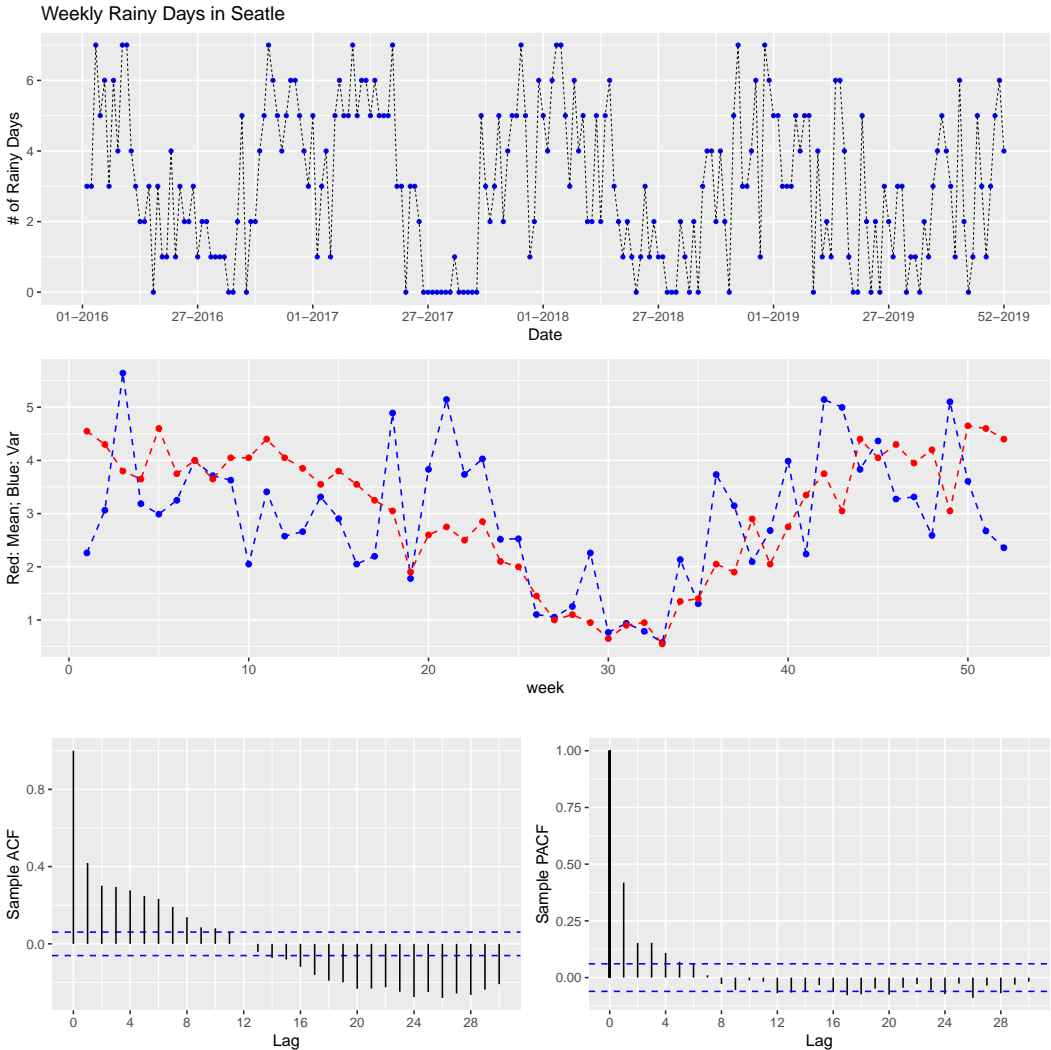 Weekly Rainy Days in Seatle
# of Rainy Days
6
4
2
0
01−2016 27−2016 01−2017 27−2017 01−2018 27−2018 01−2019 27−2019 52−2019
Date
Red: Mean; Blue: Var
5
4
3
2
1
0 10 20 30 40 50
week
Sample ACF
0.8
0.4
0.0
0 4 8 12 16 20 24 28
Lag
Sample PACF
1.00
0.75
0.50
0.25
0.00
0 4 8 12 16 20 24 28
Lag